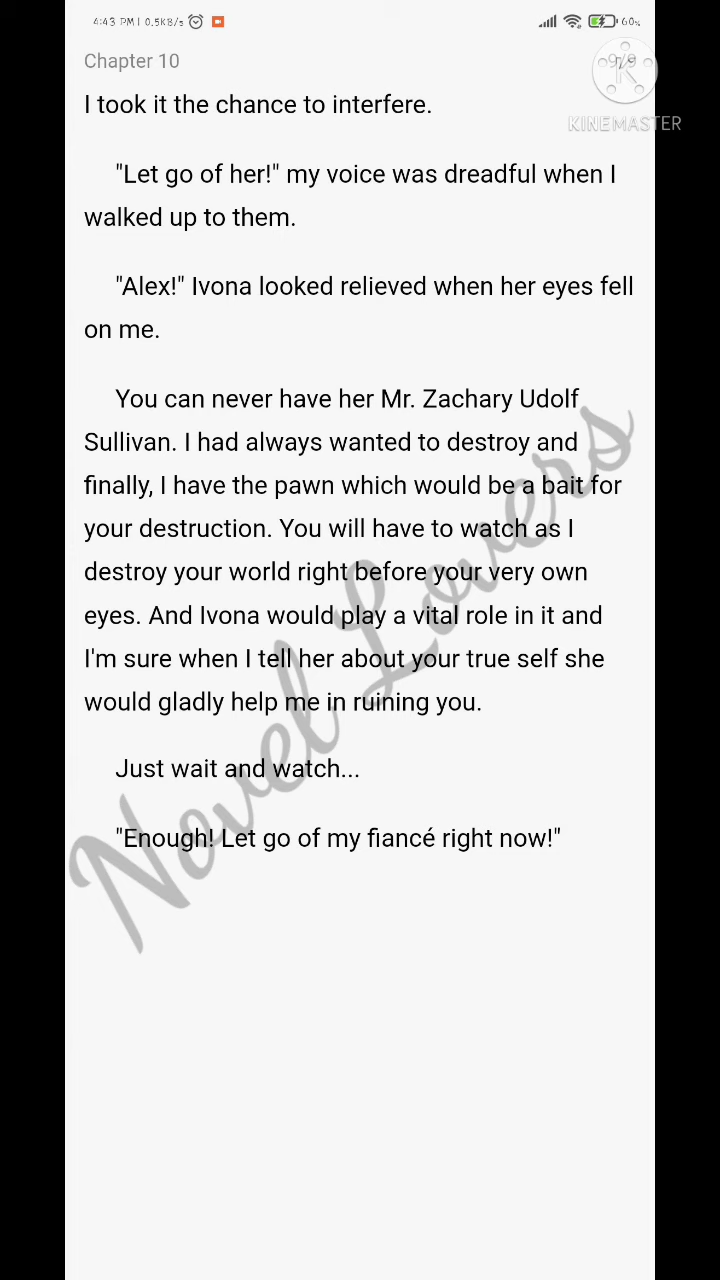 4:43 PM | 0.5KB/s
60%
Chapter 10
9/9
KINEMASTER
I took it the chance to interfere.
"Let go of her!" my voice was dreadful when I
walked up to them.
"Alex!" Ivona looked relieved when her eyes fell
on me.
You can never have her Mr. Zachary Udolf
Sullivan. I had always wanted to destroy and
finally, I have the pawn which would be a bait for
your destruction. You will have to watch as I
destroy your world right before your very own
eyes. And Ivona would play a vital role in it and
I'm sure when I tell her about your true self she
would gladly help me in ruining you.
Just wait and watch...
"Enough! Let go of my fiancé right now!"
Novel Lovers